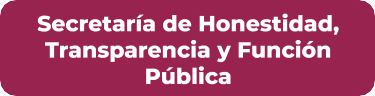 Secretaría de Honestidad,
Transparencia y Función
Pública